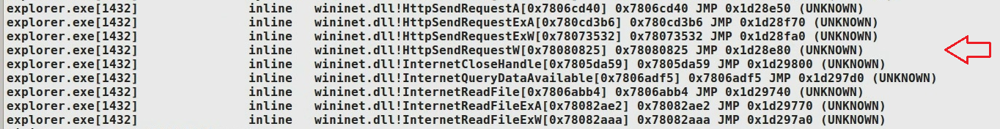 explorer.exe[1432] inline wininet.dll!HttpSendRequestA[0x7806cd40] 0x7806cd40 JMP 0x1d28e50 (UNKNOWN)
explorer.exe[1432] inline wininet.dll!HttpSendRequestExA[0x780cd3b6] 0x780cd3b6 JMP 0x1d28f70 (UNKNOWN)
explorer.exe[1432] inline wininet.dll!HttpSendRequestExW[0x78073532] 0x78073532 JMP 0x1d28fa0 (UNKNOWN)
explorer.exe[1432] inline wininet.dll!HttpSendRequestW[0x78080825] 0x78080825 JMP 0x1d28e80 (UNKNOWN)
explorer.exe[1432] inline wininet.dll!InternetCloseHandle[0x7805da59] 0x7805da59 JMP 0x1d29800 (UNKNOWN)
explorer.exe[1432] inline wininet.dll!InternetQueryDataAvailable[0x7806adf5] 0x7806adf5 JMP 0x1d297d0 (UNKNOWN)
explorer.exe[1432] inline wininet.dll!InternetReadFile[0x7806abb4] 0x7806abb4 JMP 0x1d29740 (UNKNOWN)
explorer.exe[1432] inline wininet.dll!InternetReadFileExA[0x78082ae2] 0x78082ae2 JMP 0x1d29770 (UNKNOWN)
explorer.exe[1432] inline wininet.dll!InternetReadFileExW[0x78082aaa] 0x78082aaa JMP 0x1d297a0 (UNKNOWN)